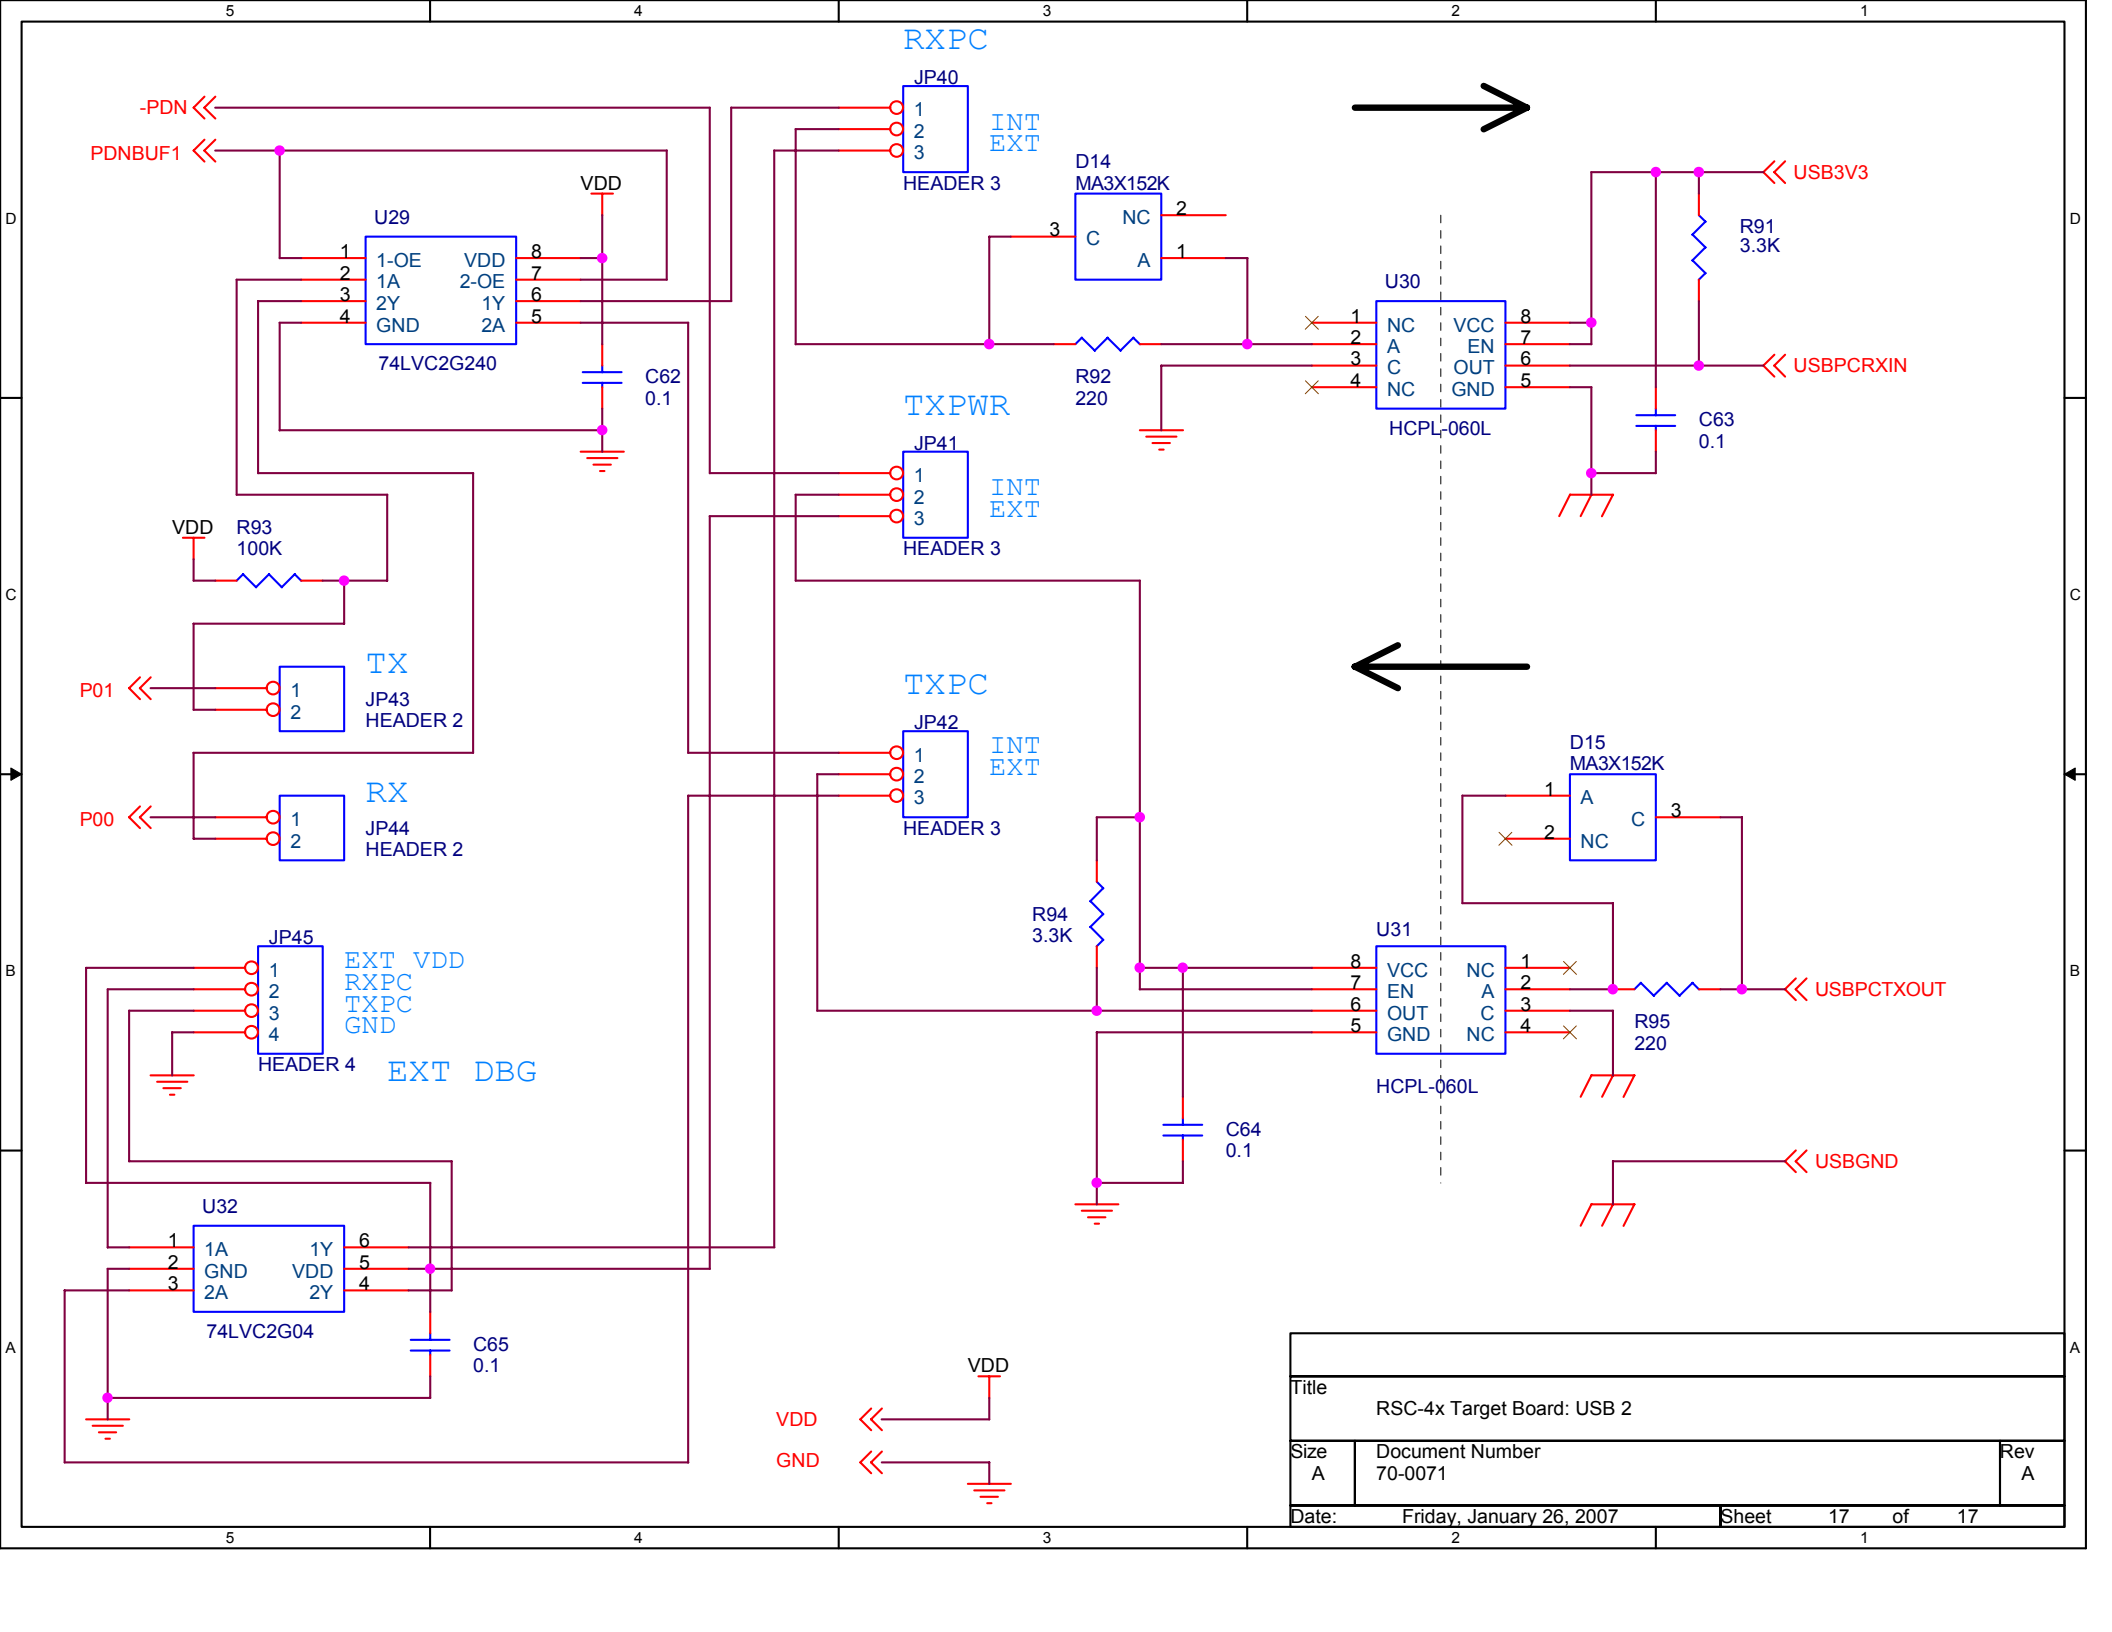 5 4 3 2 1
RXPC
JP40
1
2
3
INT
EXT
HEADER 3
-PDN
PDNBUF1
VDD
U29
1 1-OE VDD 8
2 1A 2-OE 7
3 2Y 1Y 6
4 GND 2A 5
74LVC2G240
C62
0.1
D14
MA3X152K
NC 2
3 C
A 1
R92
220
USB3V3
R91
3.3K
U30
1 NC VCC 8
2 A EN 7
3 C OUT 6
4 NC GND 5
HCPL-060L
USBPCRXIN
C63
0.1
D D
TXPWR
JP41
1
2
3
INT
EXT
HEADER 3
VDD
R93
100K
C C
P01
1
2
TX
JP43
HEADER 2
P00
1
2
RX
JP44
HEADER 2
TXPC
JP42
1
2
3
INT
EXT
HEADER 3
D15
MA3X152K
1 A
C 3
2 NC
R94
3.3K
U31
8 VCC NC 1
7 EN A 2
6 OUT C 3
5 GND NC 4
HCPL-060L
R95
220
USBPCTXOUT
C64
0.1
USBGND
B B
JP45
1 EXT VDD
2 RXPC
3 TXPC
4 GND
HEADER 4
EXT DBG
U32
1 1A 1Y 6
2 GND VDD 5
3 2A 2Y 4
74LVC2G04
C65
0.1
A A
VDD
VDD
GND
Title
RSC-4x Target Board: USB 2
Size Document Number Rev
A 70-0071 A
Date: Friday, January 26, 2007 Sheet 17 of 17
5 4 3 2 1